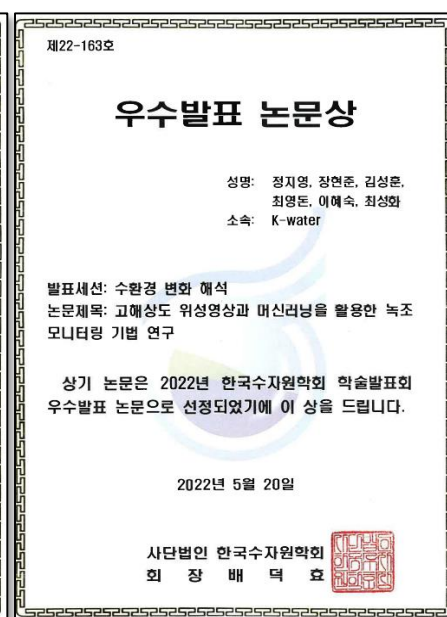 제22-163호
우수발표 논문상
성명: 정지영, 장현준, 김성훈,
최영돈, 이혜숙, 최성화
소속: K-water
발표세션: 수환경 변화 해석
논문제목: 고해상도 위성영상과 머신러닝을 활용한 녹조
모니터링 기법 연구
상기 논문은 2022년 한국수자원학회 학술발표회
우수발표 논문으로 선정되었기에 이 상을 드립니다.
2022년 5월 20일
사단법인 한국수자원학회
회 장 배 덕 효